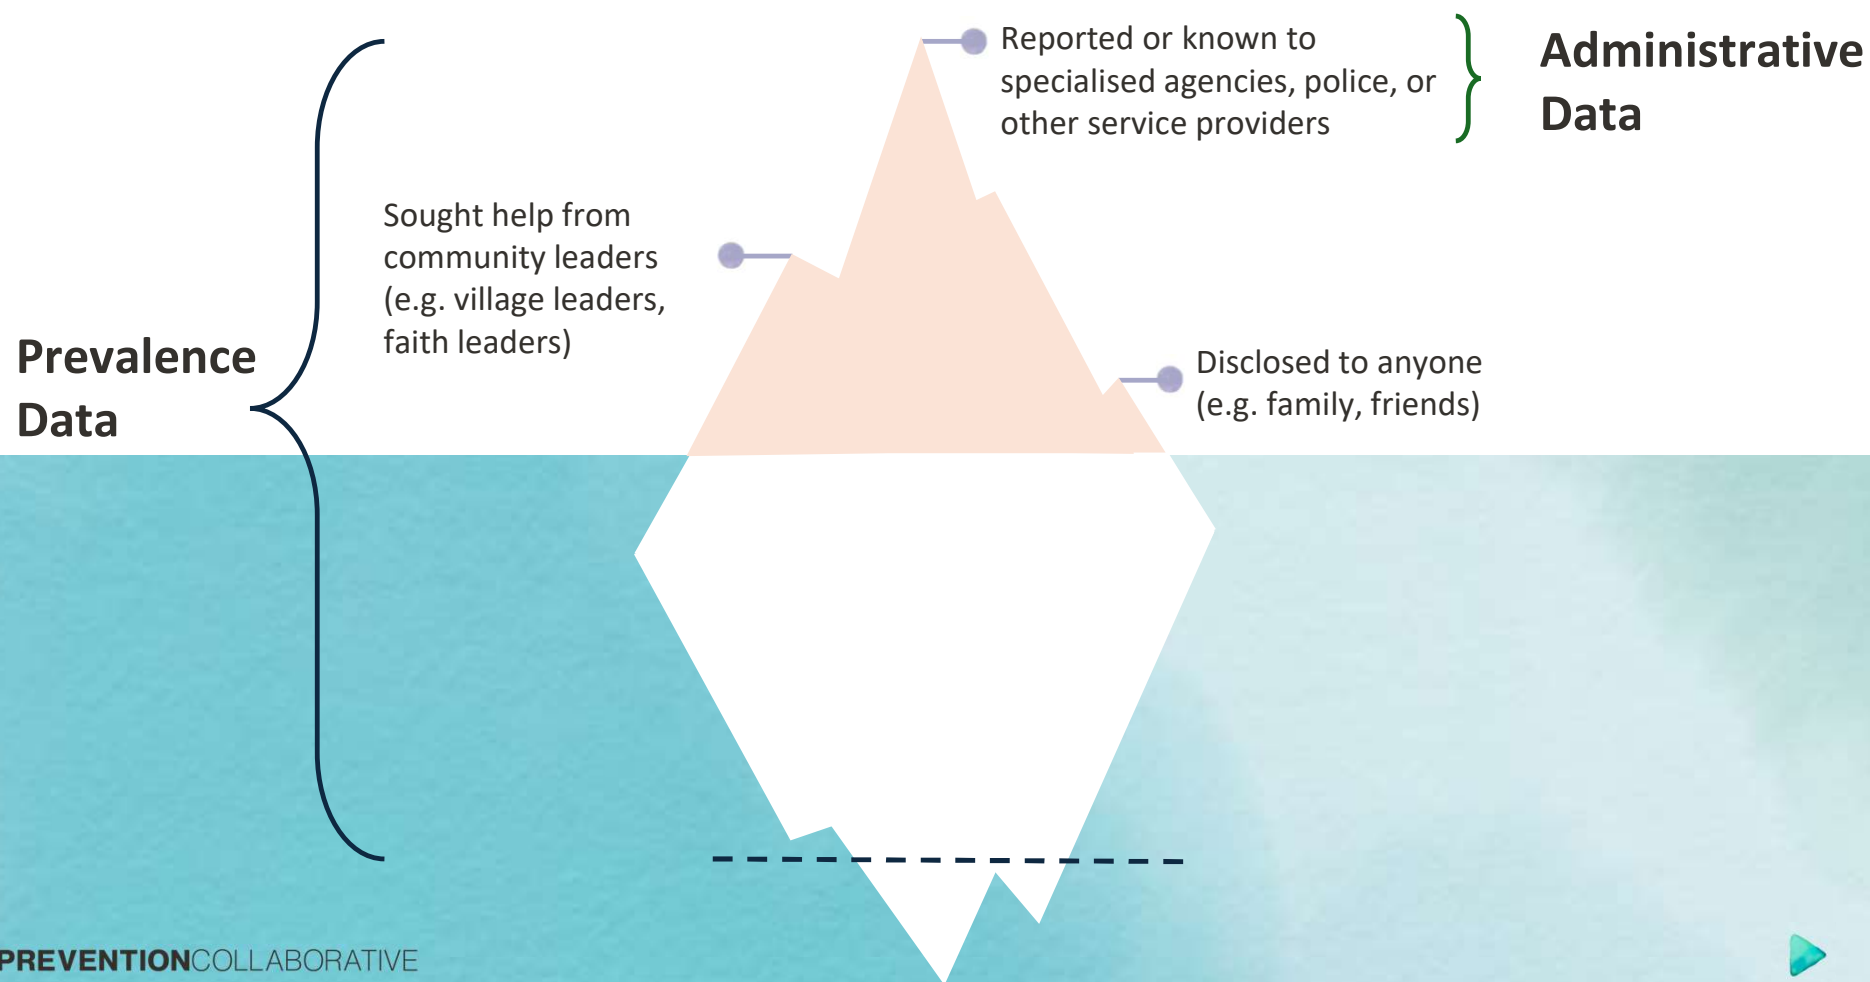 Reported or known to
specialised agencies, police, or
other service providers
Administrative
Data
Sought help from
community leaders
(e.g. village leaders,
faith leaders)
Prevalence
Data
Disclosed to anyone
(e.g. family, friends)
PREVENTIONCOLLABORATIVE